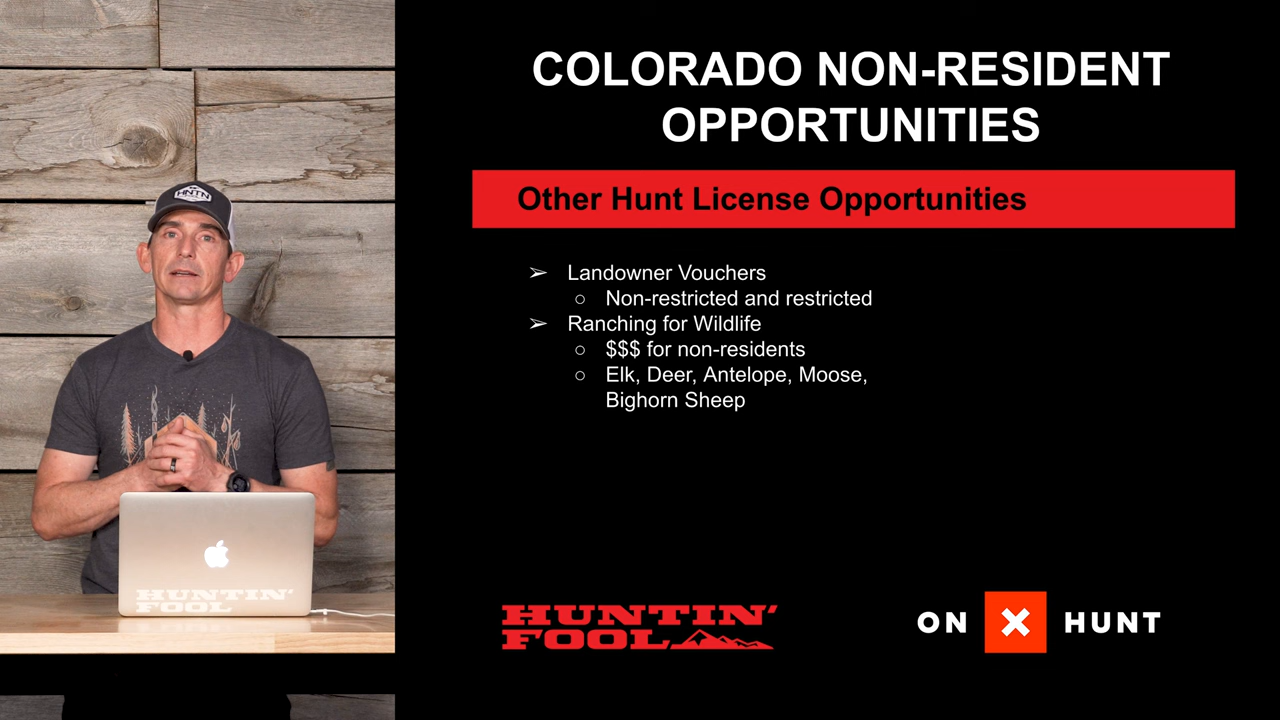 COLORADO NON-RESIDENT
OPPORTUNITIES
Other Hunt License Opportunities
➢ Landowner Vouchers
○ Non-restricted and restricted
➢ Ranching for Wildlife
○ $$$ for non-residents
○ Elk, Deer, Antelope, Moose,
Bighorn Sheep
HNTN
HUNTIN'
FOOL
HUNTIN'
FOOL
ON X HUNT